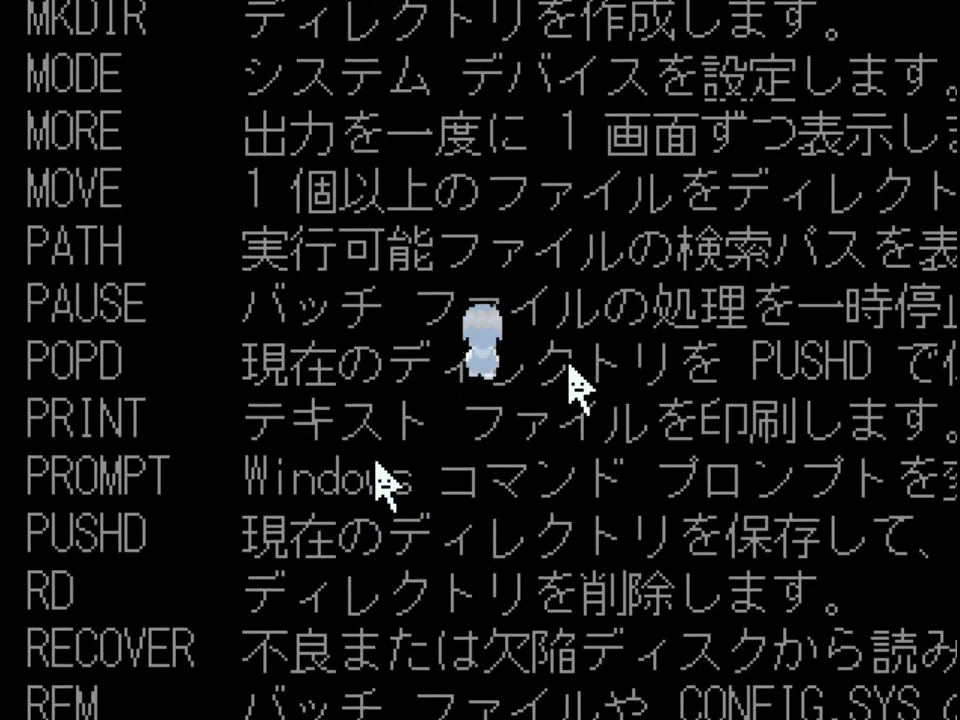 MKDIR ディレクトリを作成します。
MODE システム デバイスを設定します。
MORE 出力を一度に 1 画面ずつ表示しま
MOVE 1 個以上のファイルをディレクト
PATH 実行可能ファイルの検索パスを表
PAUSE バッチ ファイルの処理を一時停止
POPD 現在のディレクトリを PUSHD で保
PRINT テキスト ファイルを印刷します。
PROMPT Windows コマンド プロンプトを変
PUSHD 現在のディレクトリを保存して、
RD ディレクトリを削除します。
RECOVER 不良または欠陥ディスクから読み
REM バッチ ファイルや CONFIG.SYS